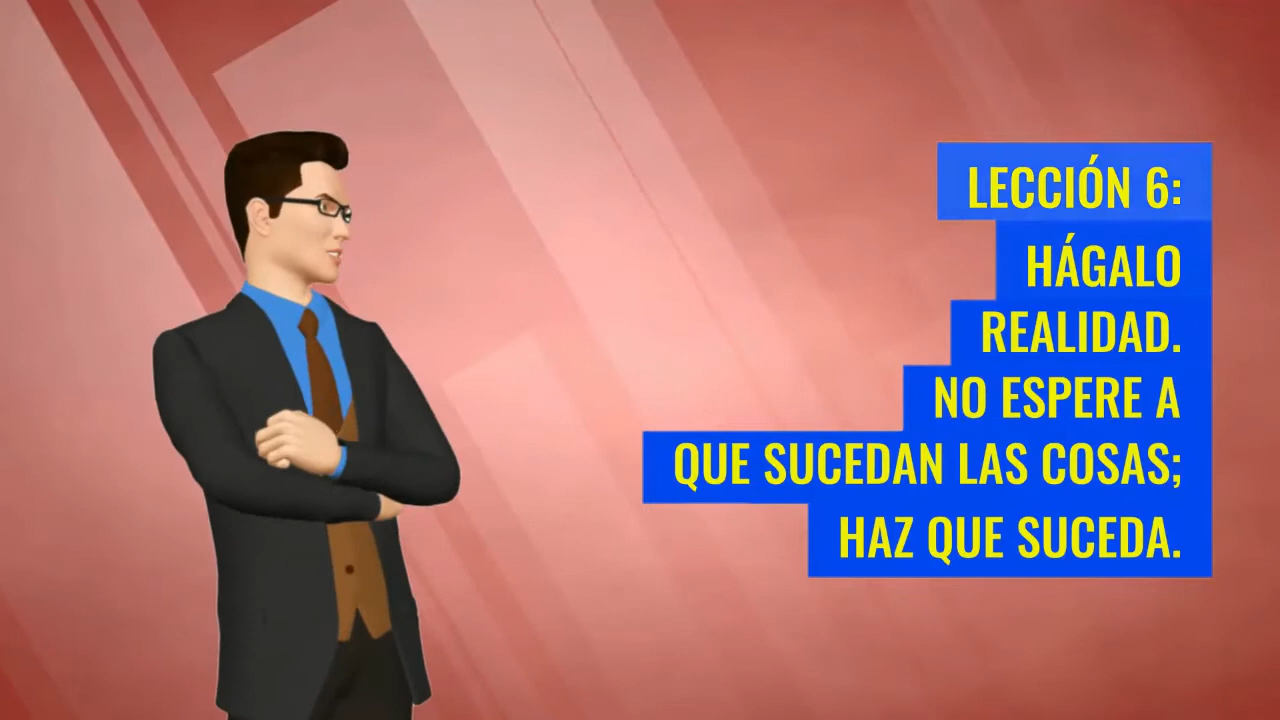 LECCIÓN 6:
HÁGALO
REALIDAD.
NO ESPERE A
QUE SUCEDAN LAS COSAS;
HAZ QUE SUCEDA.